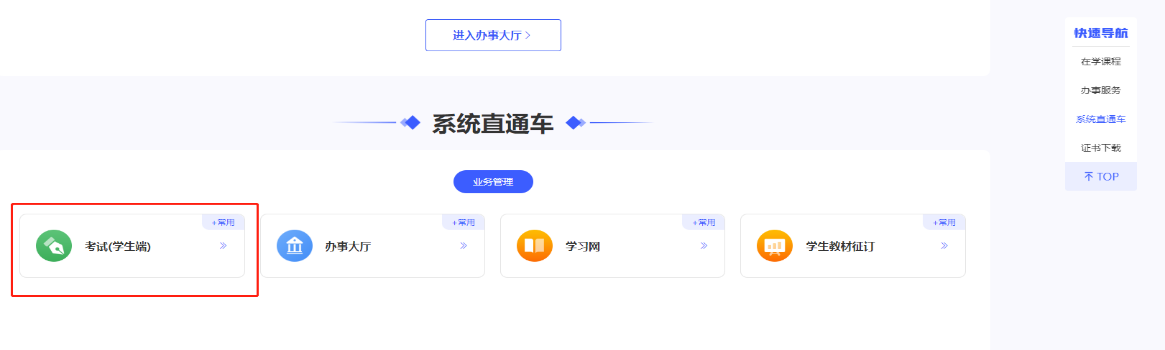 进入办事大厅
系统直通车
业务管理
+常用
考试(学生端)
+常用
办事大厅
+常用
学习网
+常用
学生教材征订
快速导航
在学课程
办事服务
系统直通车
证书下载
TOP